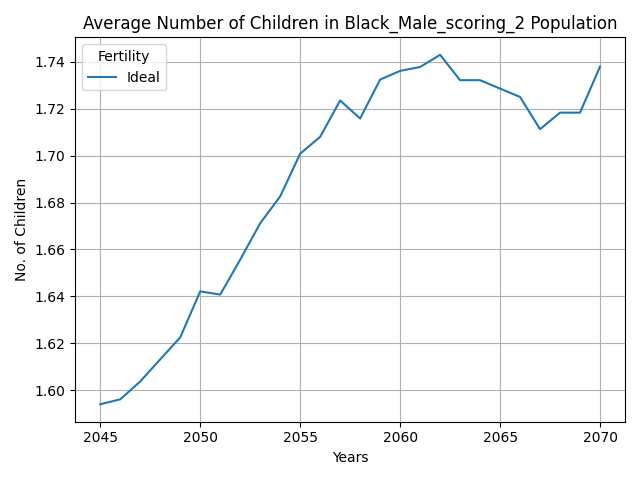 Average Number of Children in Black_Male_scoring_2 Population
Fertility
Ideal
No. of Children
1.74
1.72
1.70
1.68
1.66
1.64
1.62
1.60
2045 2050 2055 2060 2065 2070
Years